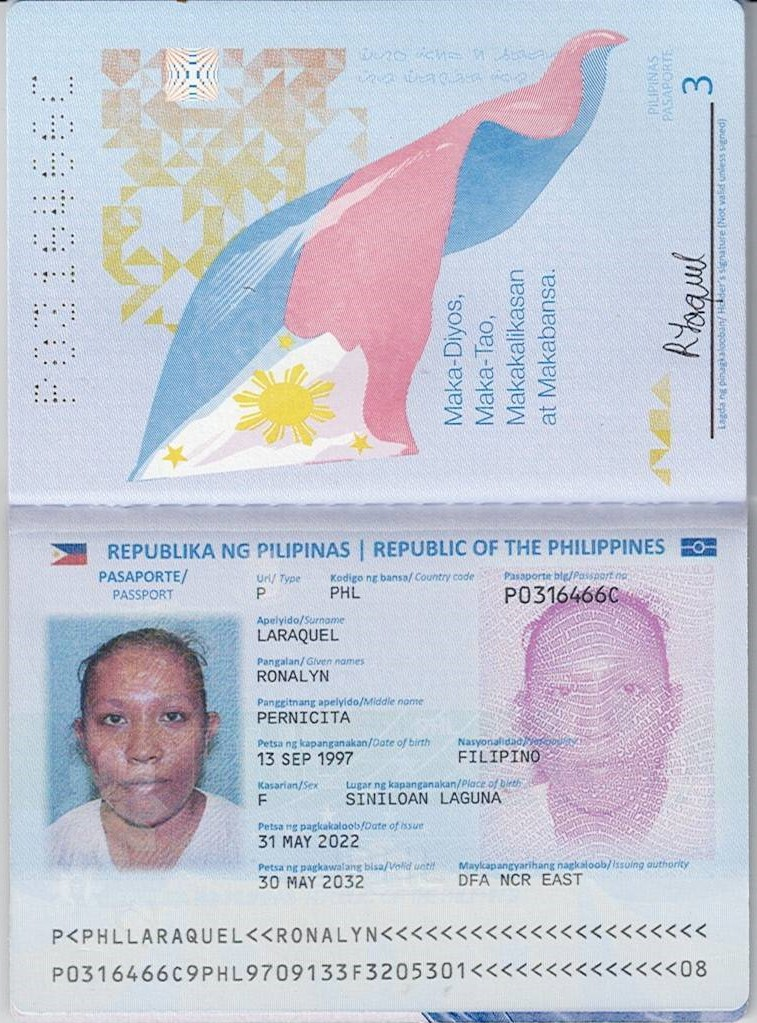 P0316466C
PILIPINAS
PASAPORTE
3
Maka-Diyos,
Maka-Tao,
Makakalikasan
at Makabansa.
Lagda ng pinagkalooban/ Holder's signature (Not valid unless signed)
REPUBLIKA NG PILIPINAS | REPUBLIC OF THE PHILIPPINES
PASAPORTE/
PASSPORT
Uri/ Type Kodigo ng bansa/ Country code Pasaporte blg/Passport no
P PHL P0316466C
Apelyido/Surname
LARAQUEL
Pangalan/ Given names
RONALYN
Panggitnang apelyido/Middle name
PERNICITA
Petsa ng kapanganakan/Date of birth Nasyonalidad/Nationality
13 SEP 1997 FILIPINO
Kasarian/Sex Lugar ng kapanganakan/Place of birth
F SINILOAN LAGUNA
Petsa ng pagkakaloob/Date of issue
31 MAY 2022
Petsa ng pagkawalang bisa/Valid until Maykapangyarihang nagkaloob/Issuing authority
30 MAY 2032 DFA NCR EAST
P<PHLLARAQUEL<<RONALYN<<<<<<<<<<<<<<<<<<<<<<
P0316466C9PHL9709133F3205301<<<<<<<<<<<<<<08